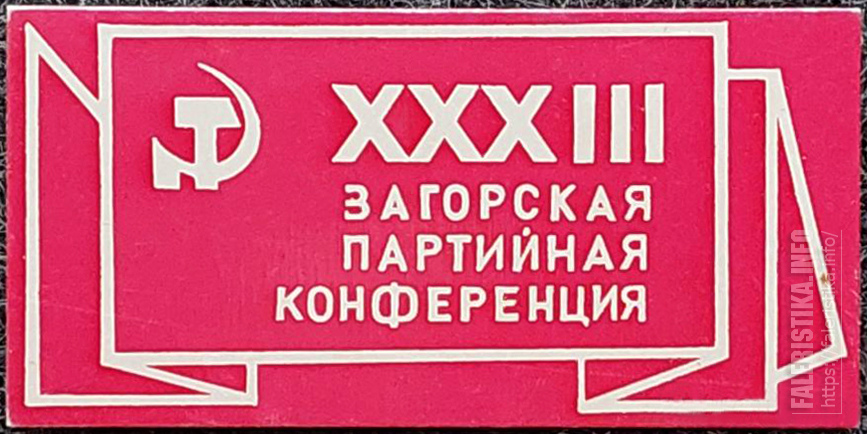 XXXIII
ЗАГОРСКАЯ
ПАРТИЙНАЯ
КОНФЕРЕНЦИЯ
FALERISTIKA.INFO
https://faleristika.info/